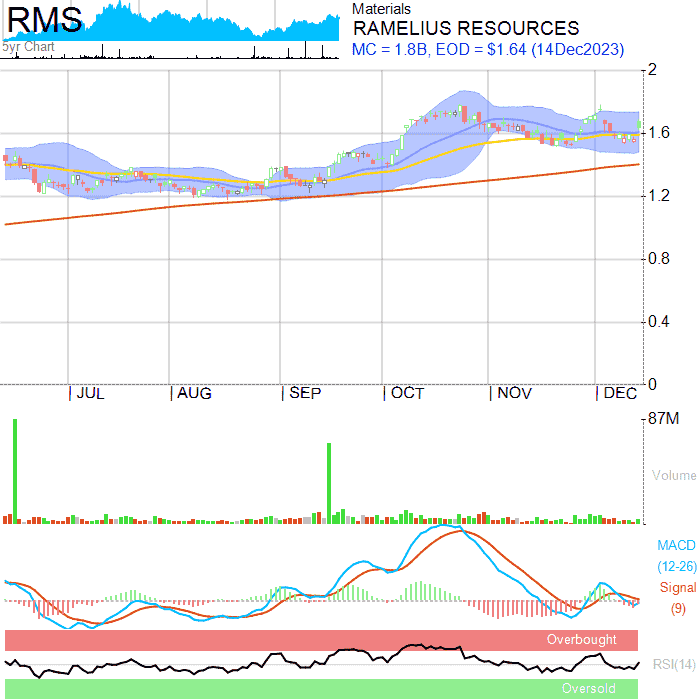 RMS
5yr Chart
Materials
RAMELIUS RESOURCES
MC = 1.8B, EOD = $1.64 (14Dec2023)
2
1.6
1.2
0.8
0.4
0
JUL AUG SEP OCT NOV DEC
87M
Volume
MACD
(12-26)
Signal
(9)
Overbought
RSI(14)
Oversold